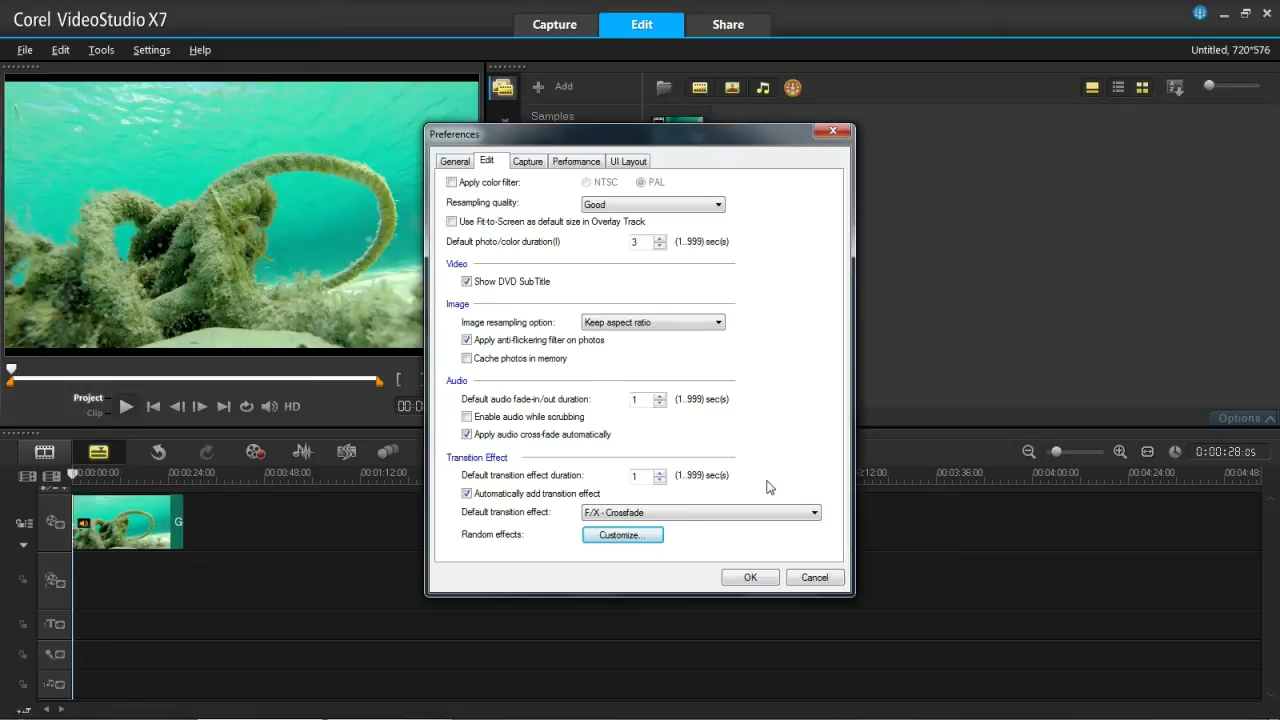 Corel VideoStudio X7
Capture
Edit
Share
File
Edit
Tools
Settings
Help
Untitled, 720*576
Add
Samples
Preferences
General
Edit
Capture
Performance
UI Layout
Apply color filter:
NTSC
PAL
Resampling quality:
Good
Use Fit-to-Screen as default size in Overlay Track
Default photo/color duration(I)
3
(1..999) sec(s)
Video
Show DVD SubTitle
Image
Image resampling option:
Keep aspect ratio
Apply anti-flickering filter on photos
Cache photos in memory
Audio
Default audio fade-in/out duration:
1
(1..999) sec(s)
Enable audio while scrubbing
Apply audio cross-fade automatically
Transition Effect
Default transition effect duration:
1
(1..999) sec(s)
Automatically add transition effect
Default transition effect:
F/X - Crossfade
Random effects:
Customize...
OK
Cancel
Project
Clip
HD
00:0
Options
0:00:28.05
00:00:00:00
00:00:24:00
00:00:48:00
00:01:12:00
:12:00
00:03:36:00
00:04:00:00
00:04:48:
G